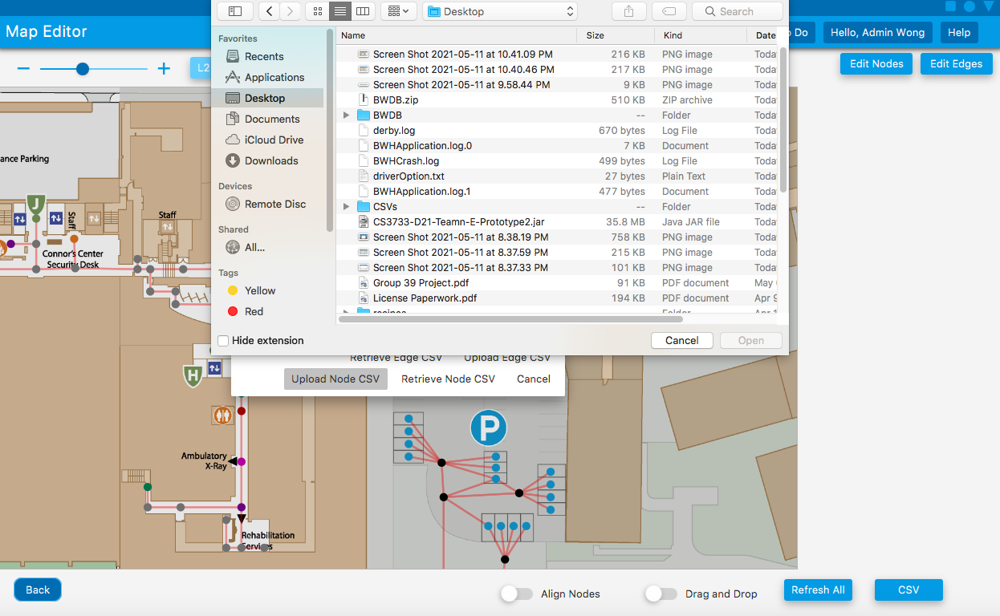 Desktop
Search
Map Editor
Do
Hello, Admin Wong
Help
L2
Edit Nodes
Edit Edges
Favorites
Recents
Applications
Desktop
Documents
iCloud Drive
Downloads
Devices
Remote Disc
Shared
All...
Tags
Yellow
Red
Name Size Kind Date
Screen Shot 2021-05-11 at 10.41.09 PM 216 KB PNG image Toda
Screen Shot 2021-05-11 at 10.40.46 PM 217 KB PNG image Toda
Screen Shot 2021-05-11 at 9.58.44 PM 9 KB PNG image Toda
BWDB.zip 510 KB ZIP archive Toda
BWDB -- Folder Toda
derby.log 670 bytes Log File Toda
BWHApplication.log.0 7 KB Document Toda
BWHCrash.log 499 bytes Log File Toda
driverOption.txt 27 bytes Plain Text Toda
BWHApplication.log.1 477 bytes Document Toda
CSVs -- Folder Toda
CS3733-D21-Teamn-E-Prototype2.jar 35.8 MB Java JAR file Toda
Screen Shot 2021-05-11 at 8.38.19 PM 758 KB PNG image Toda
Screen Shot 2021-05-11 at 8.37.59 PM 215 KB PNG image Toda
Screen Shot 2021-05-11 at 8.37.33 PM 101 KB PNG image Toda
Group 39 Project.pdf 91 KB PDF document May
License Paperwork.pdf 194 KB PDF document Apr 9
Hide extension
Cancel
Open
Retrieve Edge CSV
Upload Edge CSV
Upload Node CSV
Retrieve Node CSV
Cancel
ance Parking
J
Staff
Staff
Connor's Center
Security Desk
H
P
Ambulatory
X-Ray
Rehabilitation
Services
Back
Align Nodes
Drag and Drop
Refresh All
CSV